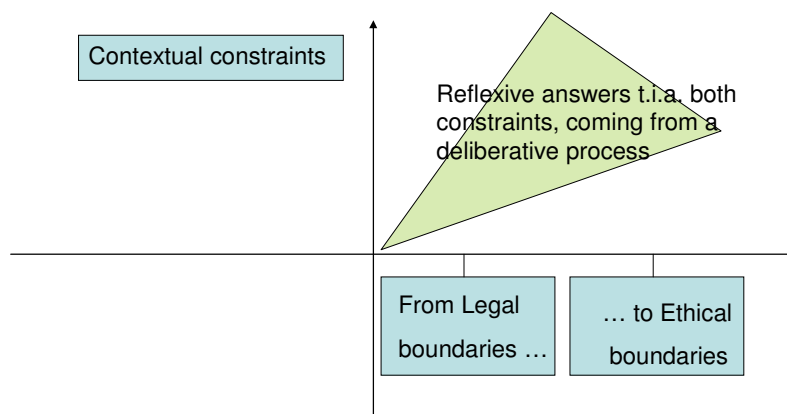 Contextual constraints
Reflexive answers t.i.a. both
constraints, coming from a
deliberative process
From Legal
boundaries …
… to Ethical
boundaries